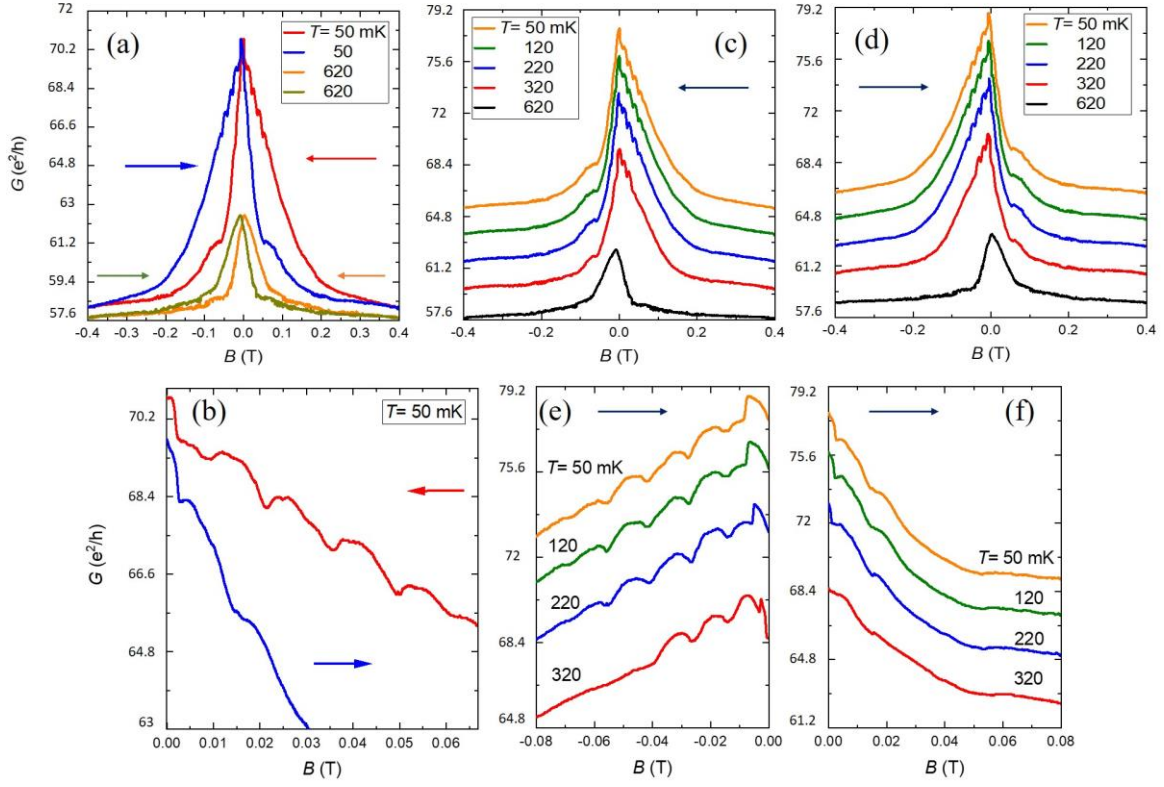 (a)
T= 50 mK
50
620
620
G (e²/h)
72
70.2
68.4
66.6
64.8
63
61.2
59.4
57.6
-0.4 -0.3 -0.2 -0.1 0.0 0.1 0.2 0.3 0.4
B (T)
(c)
T= 50 mK
120
220
320
620
79.2
75.6
72
68.4
64.8
61.2
57.6
-0.4 -0.2 0.0 0.2 0.4
B (T)
(d)
T= 50 mK
120
220
320
620
79.2
75.6
72
68.4
64.8
61.2
57.6
-0.4 -0.2 0.0 0.2 0.4
B (T)
(b)
T= 50 mK
G (e²/h)
70.2
68.4
66.6
64.8
63
0.00 0.01 0.02 0.03 0.04 0.05 0.06
B (T)
(e)
79.2
75.6
72
68.4
64.8
T= 50 mK
120
220
320
-0.08 -0.06 -0.04 -0.02 0.00
B (T)
(f)
79.2
75.6
72
68.4
64.8
61.2
T= 50 mK
120
220
320
0.00 0.02 0.04 0.06 0.08
B (T)